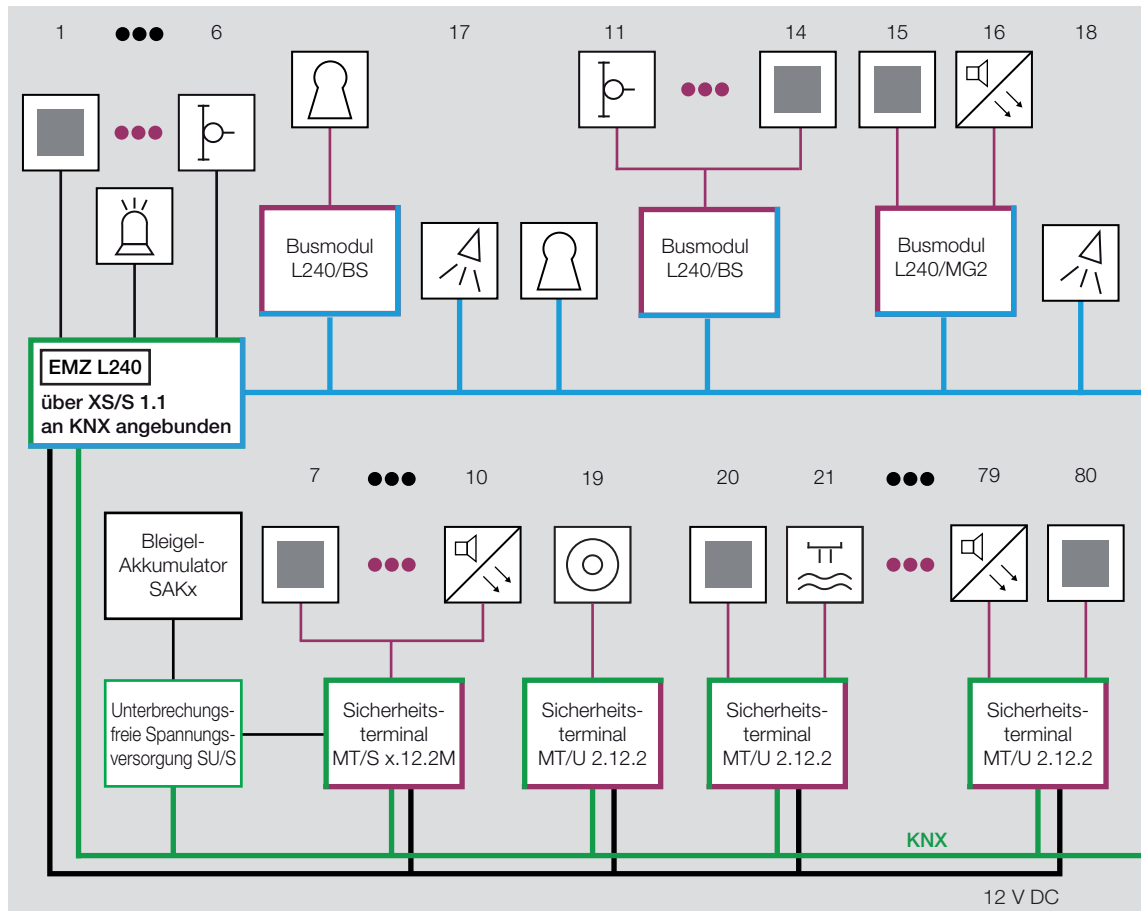 1 6 17 11 14 15 16 18
Busmodul
L240/BS
Busmodul
L240/BS
Busmodul
L240/MG2
EMZ L240
über XS/S 1.1
an KNX angebunden
7 10 19 20 21 79 80
Bleigel-
Akkumulator
SAKx
Unterbrechungs-
freie Spannungs-
versorgung SU/S
Sicherheits-
terminal
MT/S x.12.2M
Sicherheits-
terminal
MT/U 2.12.2
Sicherheits-
terminal
MT/U 2.12.2
Sicherheits-
terminal
MT/U 2.12.2
KNX
12 V DC